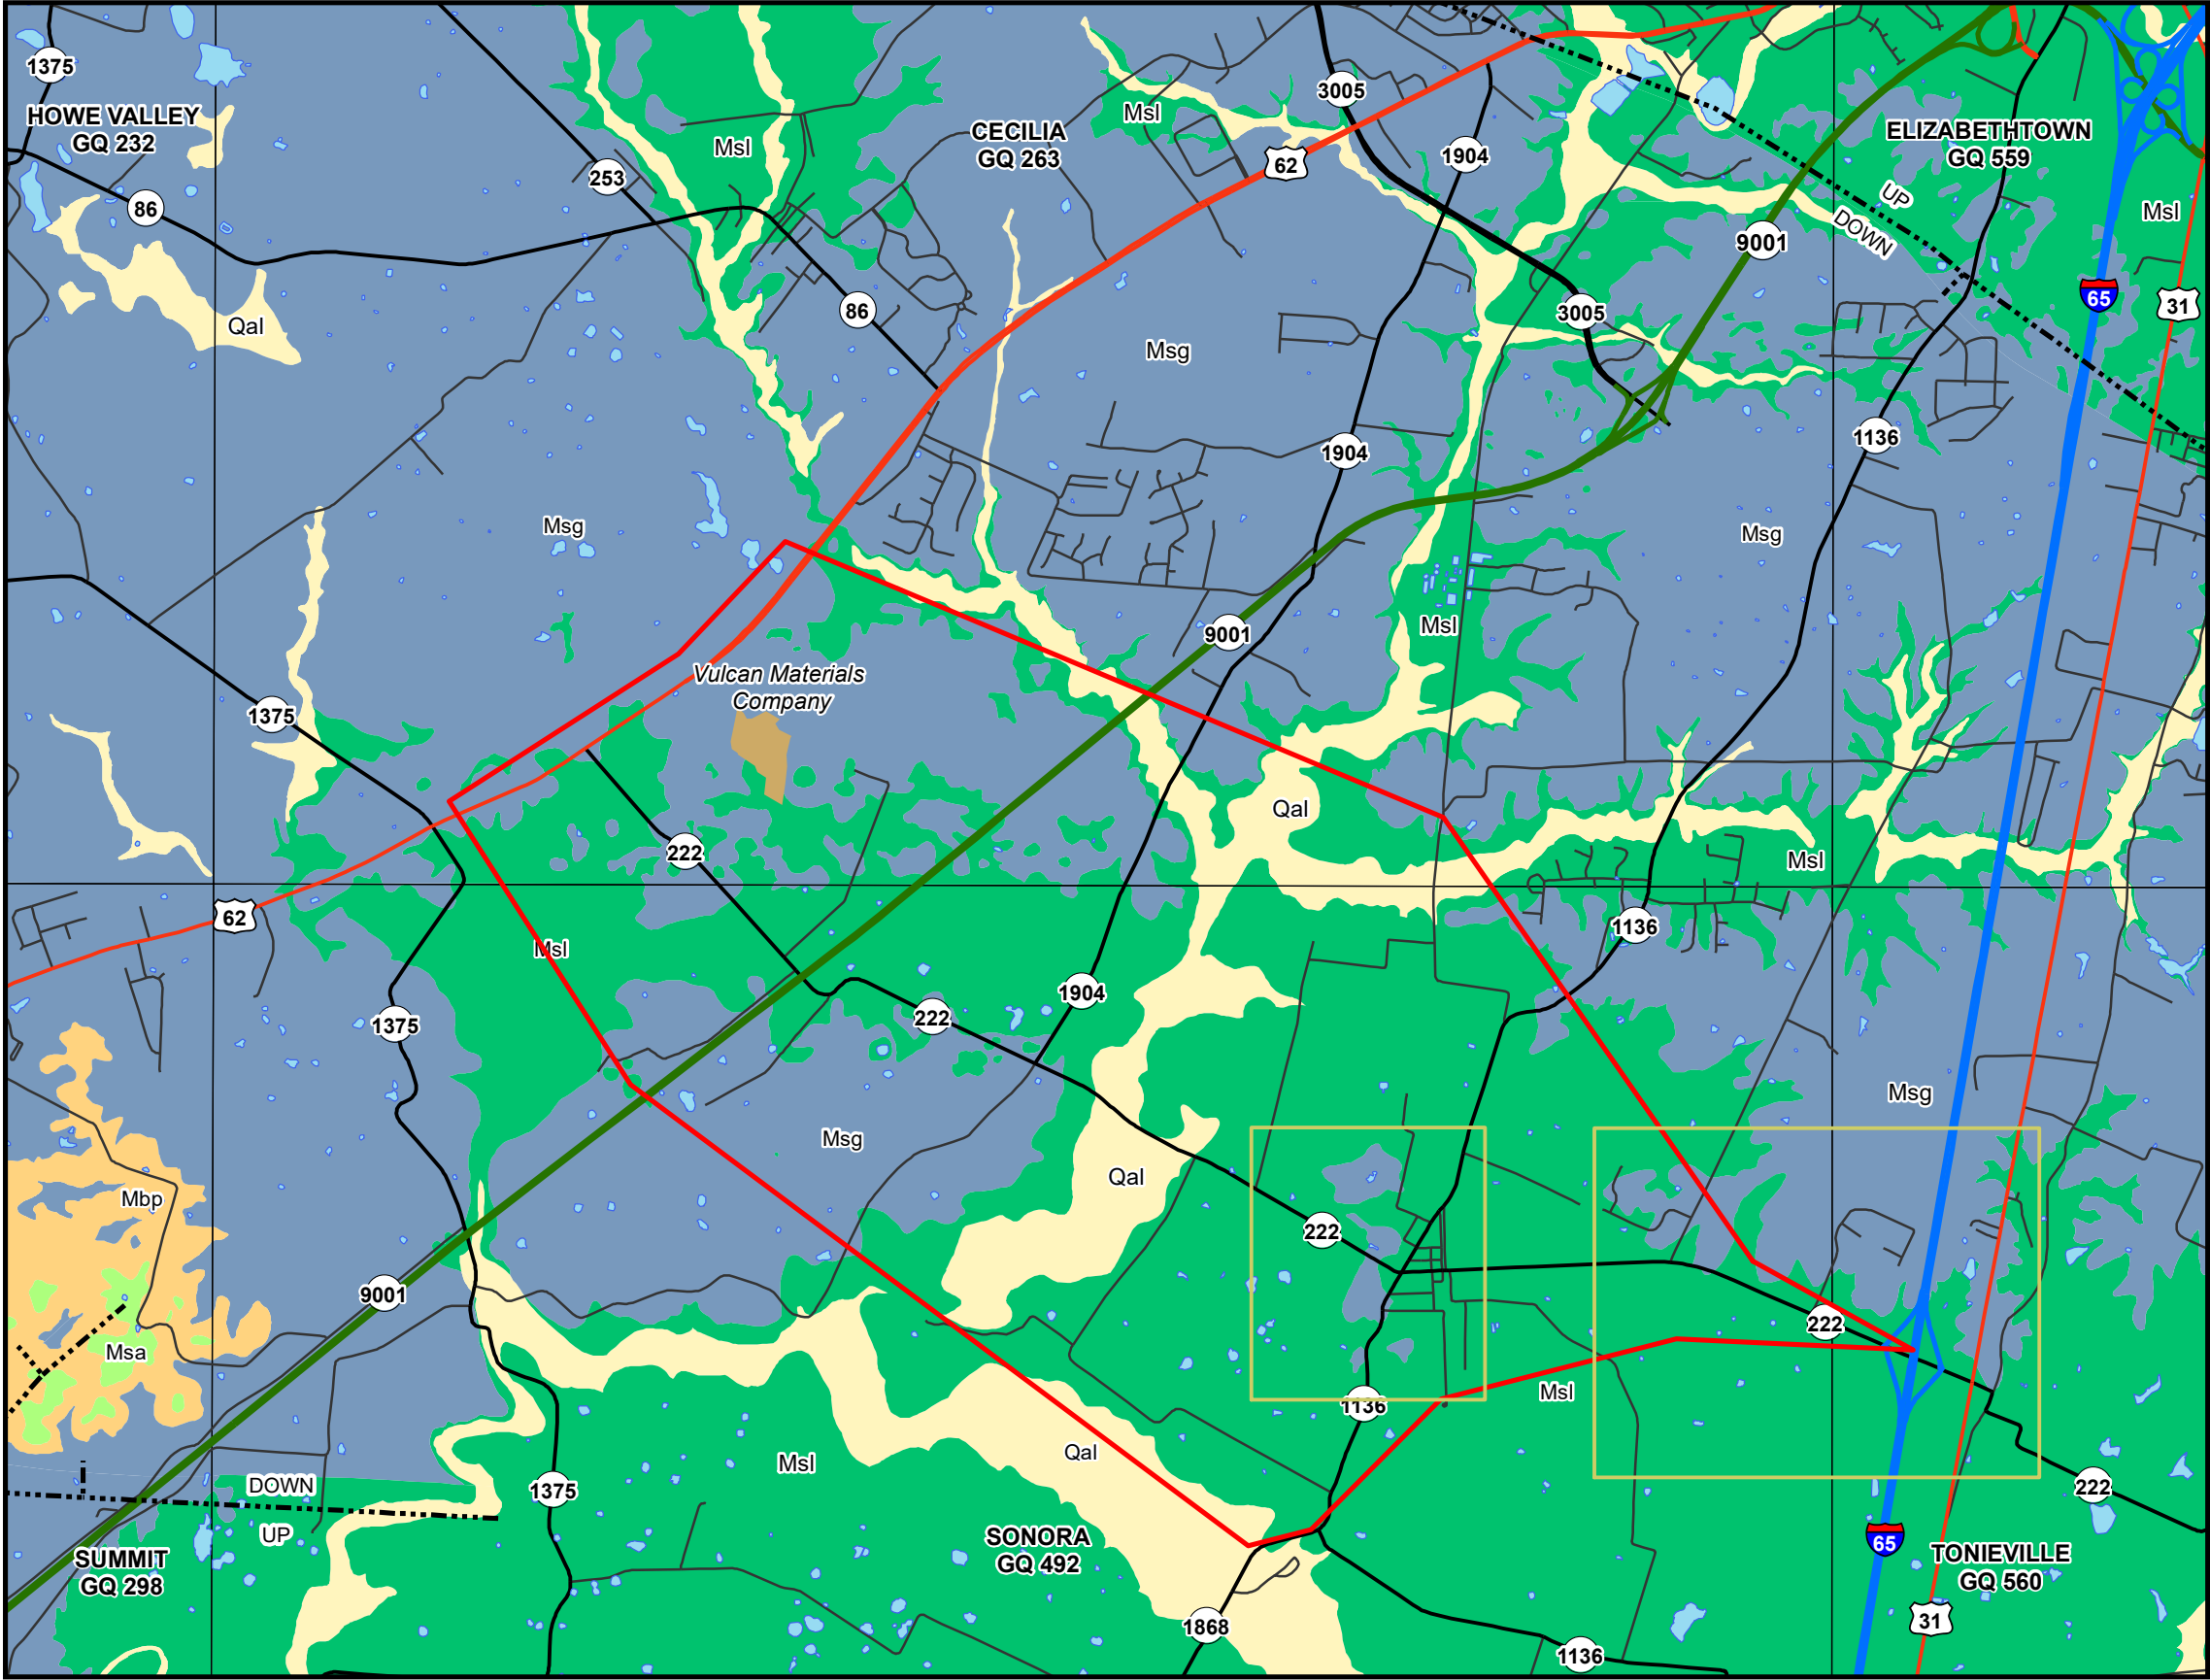 1375
3005
HOWE VALLEY
GQ 232
Msl
CECILIA
GQ 263
Msl
ELIZABETHTOWN
GQ 559
62
1904
253
86
UP
Msl
DOWN
9001
65
31
86
3005
Qal
Msg
1136
1904
Msg
Msg
9001
Msl
Vulcan Materials
Company
1375
Qal
222
Msl
62
1136
Msl
1904
222
1375
Msg
Msg
Qal
Mbp
222
9001
222
Msa
Msl
1136
Qal
Msl
DOWN
1375
222
UP
SONORA
GQ 492
65
SUMMIT
GQ 298
TONIEVILLE
GQ 560
31
1868
1136